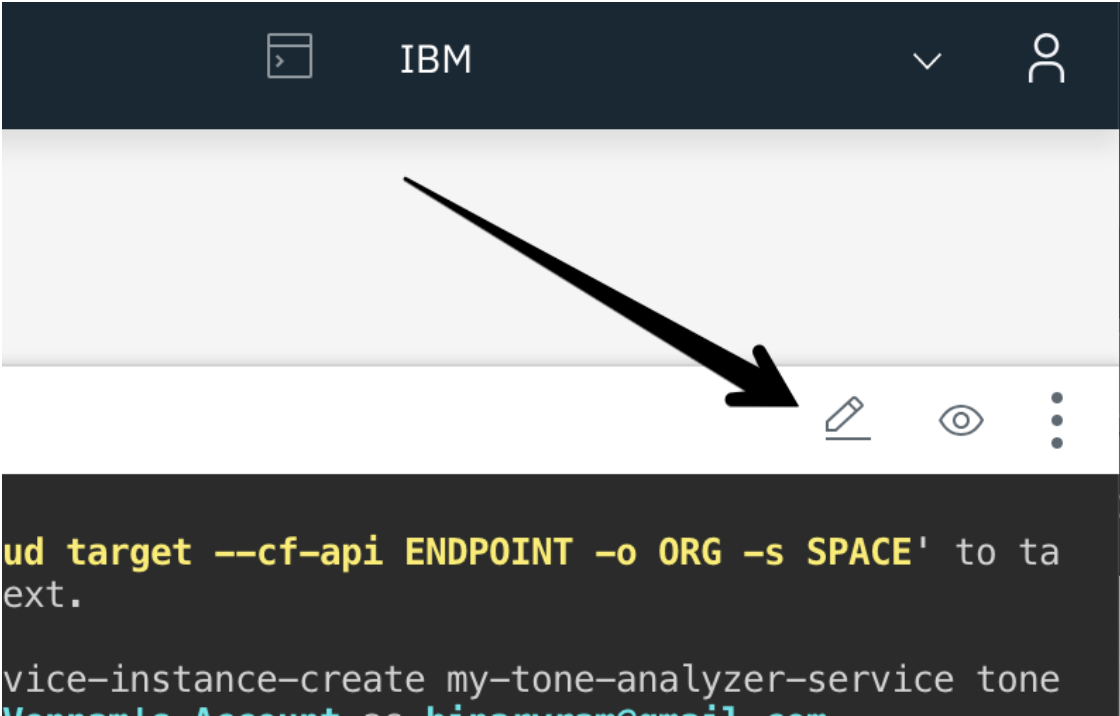 IBM
ud target --cf-api ENDPOINT -o ORG -s SPACE' to ta
ext.
vice-instance-create my-tone-analyzer-service tone